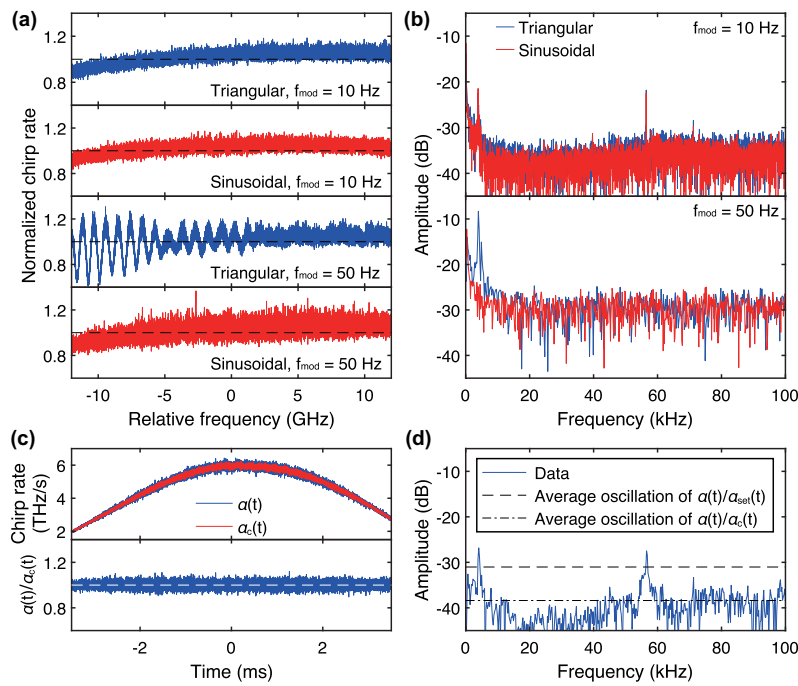 (a)
Normalized chirp rate
1.2
0.8
Triangular, fmod = 10 Hz
1.2
0.8
Sinusoidal, fmod = 10 Hz
1.2
0.8
Triangular, fmod = 50 Hz
1.2
0.8
Sinusoidal, fmod = 50 Hz
-10 -5 0 5 10
Relative frequency (GHz)
(b)
Amplitude (dB)
-10
-20
-30
-40
Triangular
Sinusoidal
fmod = 10 Hz
-10
-20
-30
-40
fmod = 50 Hz
0 20 40 60 80 100
Frequency (kHz)
(c)
Chirp rate
(THz/s)
6
4
2
α(t)
αc(t)
α(t)/αc(t)
1.2
0.8
-2 0 2
Time (ms)
(d)
Amplitude (dB)
-10
-20
-30
-40
Data
Average oscillation of α(t)/αset(t)
Average oscillation of α(t)/αc(t)
0 20 40 60 80 100
Frequency (kHz)